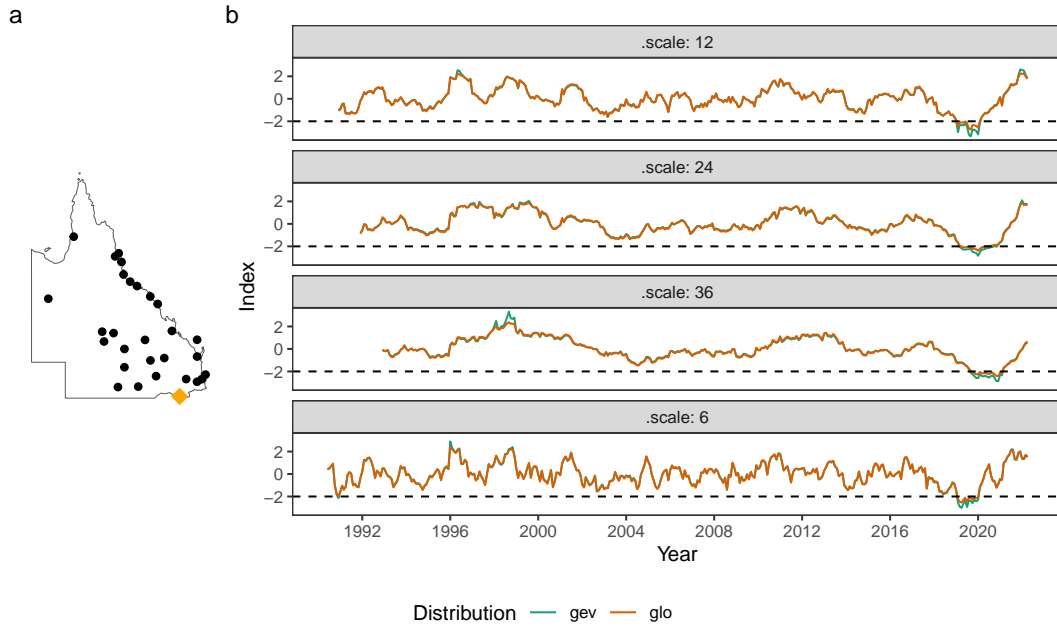 a
b
.scale: 12
2
0
−2
.scale: 24
2
0
−2
.scale: 36
2
0
−2
.scale: 6
2
0
−2
Index
1992 1996 2000 2004 2008 2012 2016 2020
Year
Distribution gev glo